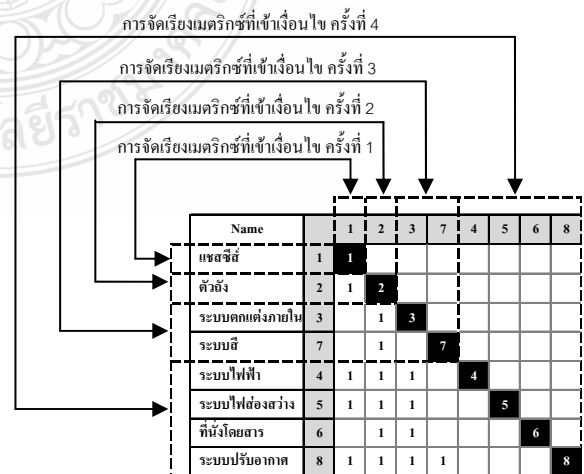 การจัดเรียงเมตริกซ์ที่เข้าเงื่อนไข ครั้งที่ 4
การจัดเรียงเมตริกซ์ที่เข้าเงื่อนไข ครั้งที่ 3
การจัดเรียงเมตริกซ์ที่เข้าเงื่อนไข ครั้งที่ 2
การจัดเรียงเมตริกซ์ที่เข้าเงื่อนไข ครั้งที่ 1
Name 1 2 3 7 4 5 6 8
แชสซีส์ 1 1
ตัวถัง 2 1 2
ระบบตกแต่งภายใน 3 1 3
ระบบสี 7 1 7
ระบบไฟฟ้า 4 1 1 1 4
ระบบไฟส่องสว่าง 5 1 1 1 5
ที่นั่งโดยสาร 6 1 1 6
ระบบปรับอากาศ 8 1 1 1 1 8